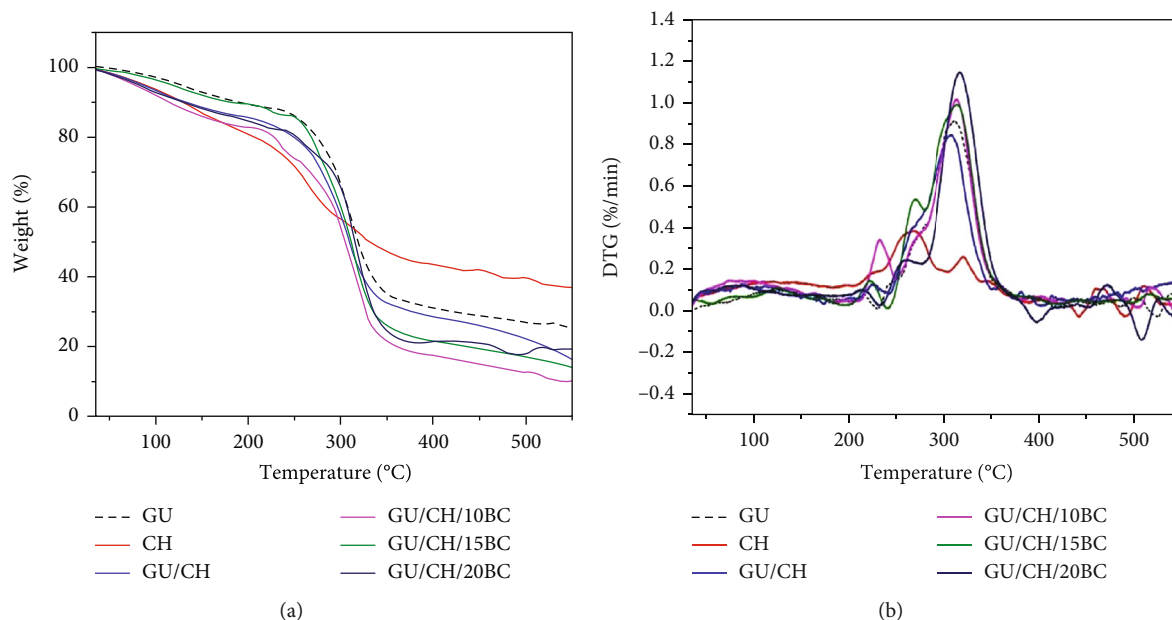 100
80
60
40
20
0
Weight (%)
100
200
300
400
500
Temperature (°C)
GU
CH
GU/CH
GU/CH/10BC
GU/CH/15BC
GU/CH/20BC
(a)
1.4
1.2
1.0
0.8
0.6
0.4
0.2
0.0
–0.2
–0.4
DTG (%/min)
100
200
300
400
500
Temperature (°C)
GU
CH
GU/CH
GU/CH/10BC
GU/CH/15BC
GU/CH/20BC
(b)